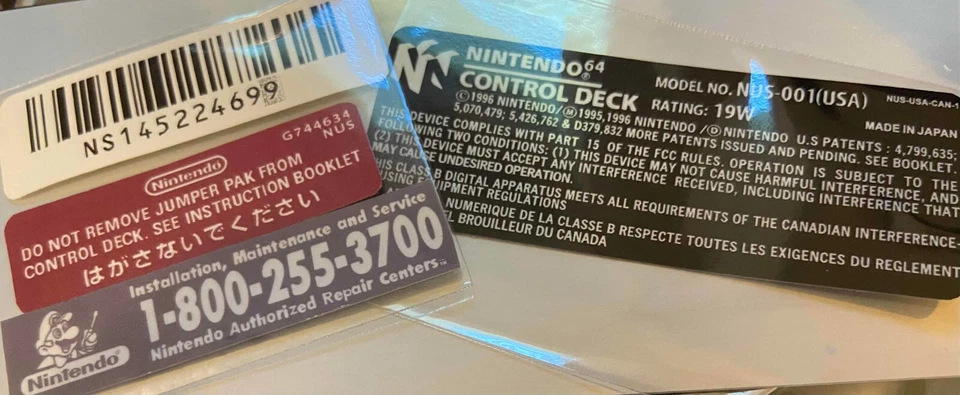 NS145224699
G744634
NUS
Nintendo
DO NOT REMOVE JUMPER PAK FROM
CONTROL DECK. SEE INSTRUCTION BOOKLET
はがさないでください
Installation, Maintenance and Service
1-800-255-3700
Nintendo Authorized Repair Centers
Nintendo
NINTENDO 64
CONTROL DECK
MODEL NO. NUS-001(USA)
NUS-USA-CAN-1
RATING: 19W
MADE IN JAPAN
©1996 NINTENDO/Ⓜ1995,1996 NINTENDO /Ⓓ NINTENDO U.S PATENTS : 4,799,635;
5,070,479; 5,426,762 & D379,832 MORE PATENTS ISSUED AND PENDING. SEE BOOKLET.
THIS DEVICE COMPLIES WITH PART 15 OF THE FCC RULES. OPERATION IS SUBJECT TO THE
FOLLOWING TWO CONDITIONS: (1) THIS DEVICE MAY NOT CAUSE HARMFUL INTERFERENCE, AND
(2) THIS DEVICE MUST ACCEPT ANY INTERFERENCE RECEIVED, INCLUDING INTERFERENCE THAT
MAY CAUSE UNDESIRED OPERATION.
THIS CLASS B DIGITAL APPARATUS MEETS ALL REQUIREMENTS OF THE CANADIAN INTERFERENCE-
CAUSING EQUIPMENT REGULATIONS
NUMERIQUE DE LA CLASSE B RESPECTE TOUTES LES EXIGENCES DU REGLEMENT
BROUILLEUR DU CANADA